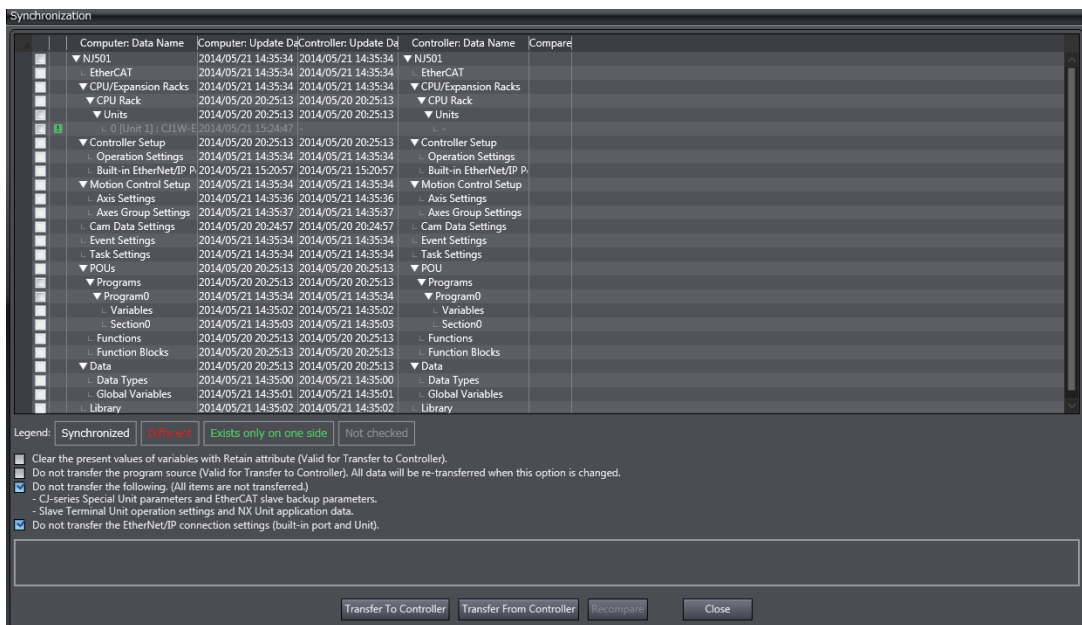 Synchronization
Computer: Data Name Computer: Update Da Controller: Update Da Controller: Data Name Compare
▼ NJ501 2014/05/21 14:35:34 2014/05/21 14:35:34 ▼ NJ501
EtherCAT 2014/05/21 14:35:34 2014/05/21 14:35:34 EtherCAT
▼ CPU/Expansion Racks 2014/05/21 14:35:34 2014/05/21 14:35:34 ▼ CPU/Expansion Racks
▼ CPU Rack 2014/05/20 20:25:13 2014/05/20 20:25:13 ▼ CPU Rack
▼ Units 2014/05/20 20:25:13 2014/05/20 20:25:13 ▼ Units
! 0 [Unit 1] : CJ1W-E 2014/05/21 15:24:47 - -
▼ Controller Setup 2014/05/20 20:25:13 2014/05/20 20:25:13 ▼ Controller Setup
Operation Settings 2014/05/21 14:35:34 2014/05/21 14:35:34 Operation Settings
Built-in EtherNet/IP P 2014/05/21 15:20:57 2014/05/21 15:20:57 Built-in EtherNet/IP P
▼ Motion Control Setup 2014/05/21 14:35:34 2014/05/21 14:35:34 ▼ Motion Control Setup
Axis Settings 2014/05/21 14:35:36 2014/05/21 14:35:36 Axis Settings
Axes Group Settings 2014/05/21 14:35:37 2014/05/21 14:35:37 Axes Group Settings
Cam Data Settings 2014/05/20 20:24:57 2014/05/20 20:24:57 Cam Data Settings
Event Settings 2014/05/21 14:35:34 2014/05/21 14:35:34 Event Settings
Task Settings 2014/05/21 14:35:34 2014/05/21 14:35:34 Task Settings
▼ POUs 2014/05/20 20:25:13 2014/05/20 20:25:13 ▼ POU
▼ Programs 2014/05/20 20:25:13 2014/05/20 20:25:13 ▼ Programs
▼ Program0 2014/05/21 14:35:34 2014/05/21 14:35:34 ▼ Program0
Variables 2014/05/21 14:35:02 2014/05/21 14:35:02 Variables
Section0 2014/05/21 14:35:03 2014/05/21 14:35:03 Section0
Functions 2014/05/20 20:25:13 2014/05/20 20:25:13 Functions
Function Blocks 2014/05/20 20:25:13 2014/05/20 20:25:13 Function Blocks
▼ Data 2014/05/20 20:25:13 2014/05/20 20:25:13 ▼ Data
Data Types 2014/05/21 14:35:00 2014/05/21 14:35:00 Data Types
Global Variables 2014/05/21 14:35:01 2014/05/21 14:35:01 Global Variables
Library 2014/05/21 14:35:02 2014/05/21 14:35:02 Library
Legend: Synchronized Different Exists only on one side Not checked
Clear the present values of variables with Retain attribute (Valid for Transfer to Controller).
Do not transfer the program source (Valid for Transfer to Controller). All data will be re-transferred when this option is changed.
Do not transfer the following. (All items are not transferred.)
- CJ-series Special Unit parameters and EtherCAT slave backup parameters.
- Slave Terminal Unit operation settings and NX Unit application data.
Do not transfer the EtherNet/IP connection settings (built-in port and Unit).
Transfer To Controller Transfer From Controller Recompare Close